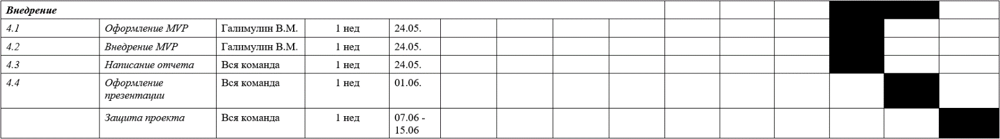 Внедрение
4.1 Оформление MVP Галимулин В.М. 1 нед 24.05.
4.2 Внедрение MVP Галимулин В.М. 1 нед 24.05.
4.3 Написание отчета Вся команда 1 нед 24.05.
4.4 Оформление Вся команда 1 нед 01.06.
презентации
Защита проекта Вся команда 1 нед 07.06 -
15.06